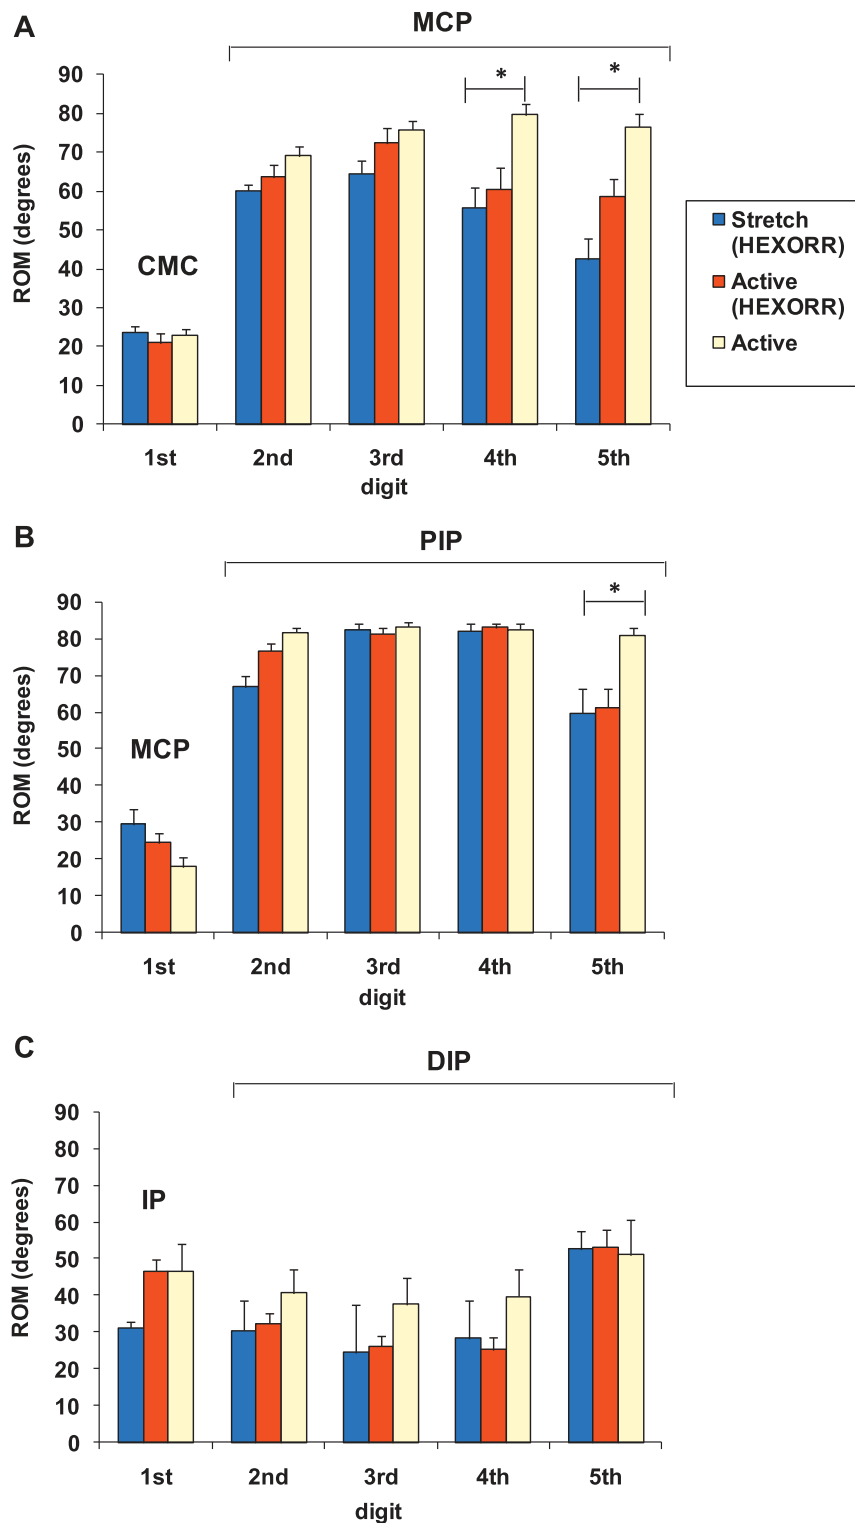 A
MCP
90
80
70
60
50
40
30
20
10
0
ROM (degrees)
CMC
*
*
1st 2nd 3rd 4th 5th
digit
Stretch
(HEXORR)
Active
(HEXORR)
Active
B
PIP
90
80
70
60
50
40
30
20
10
0
ROM (degrees)
MCP
*
1st 2nd 3rd 4th 5th
digit
C
DIP
90
80
70
60
50
40
30
20
10
0
ROM (degrees)
IP
1st 2nd 3rd 4th 5th
digit